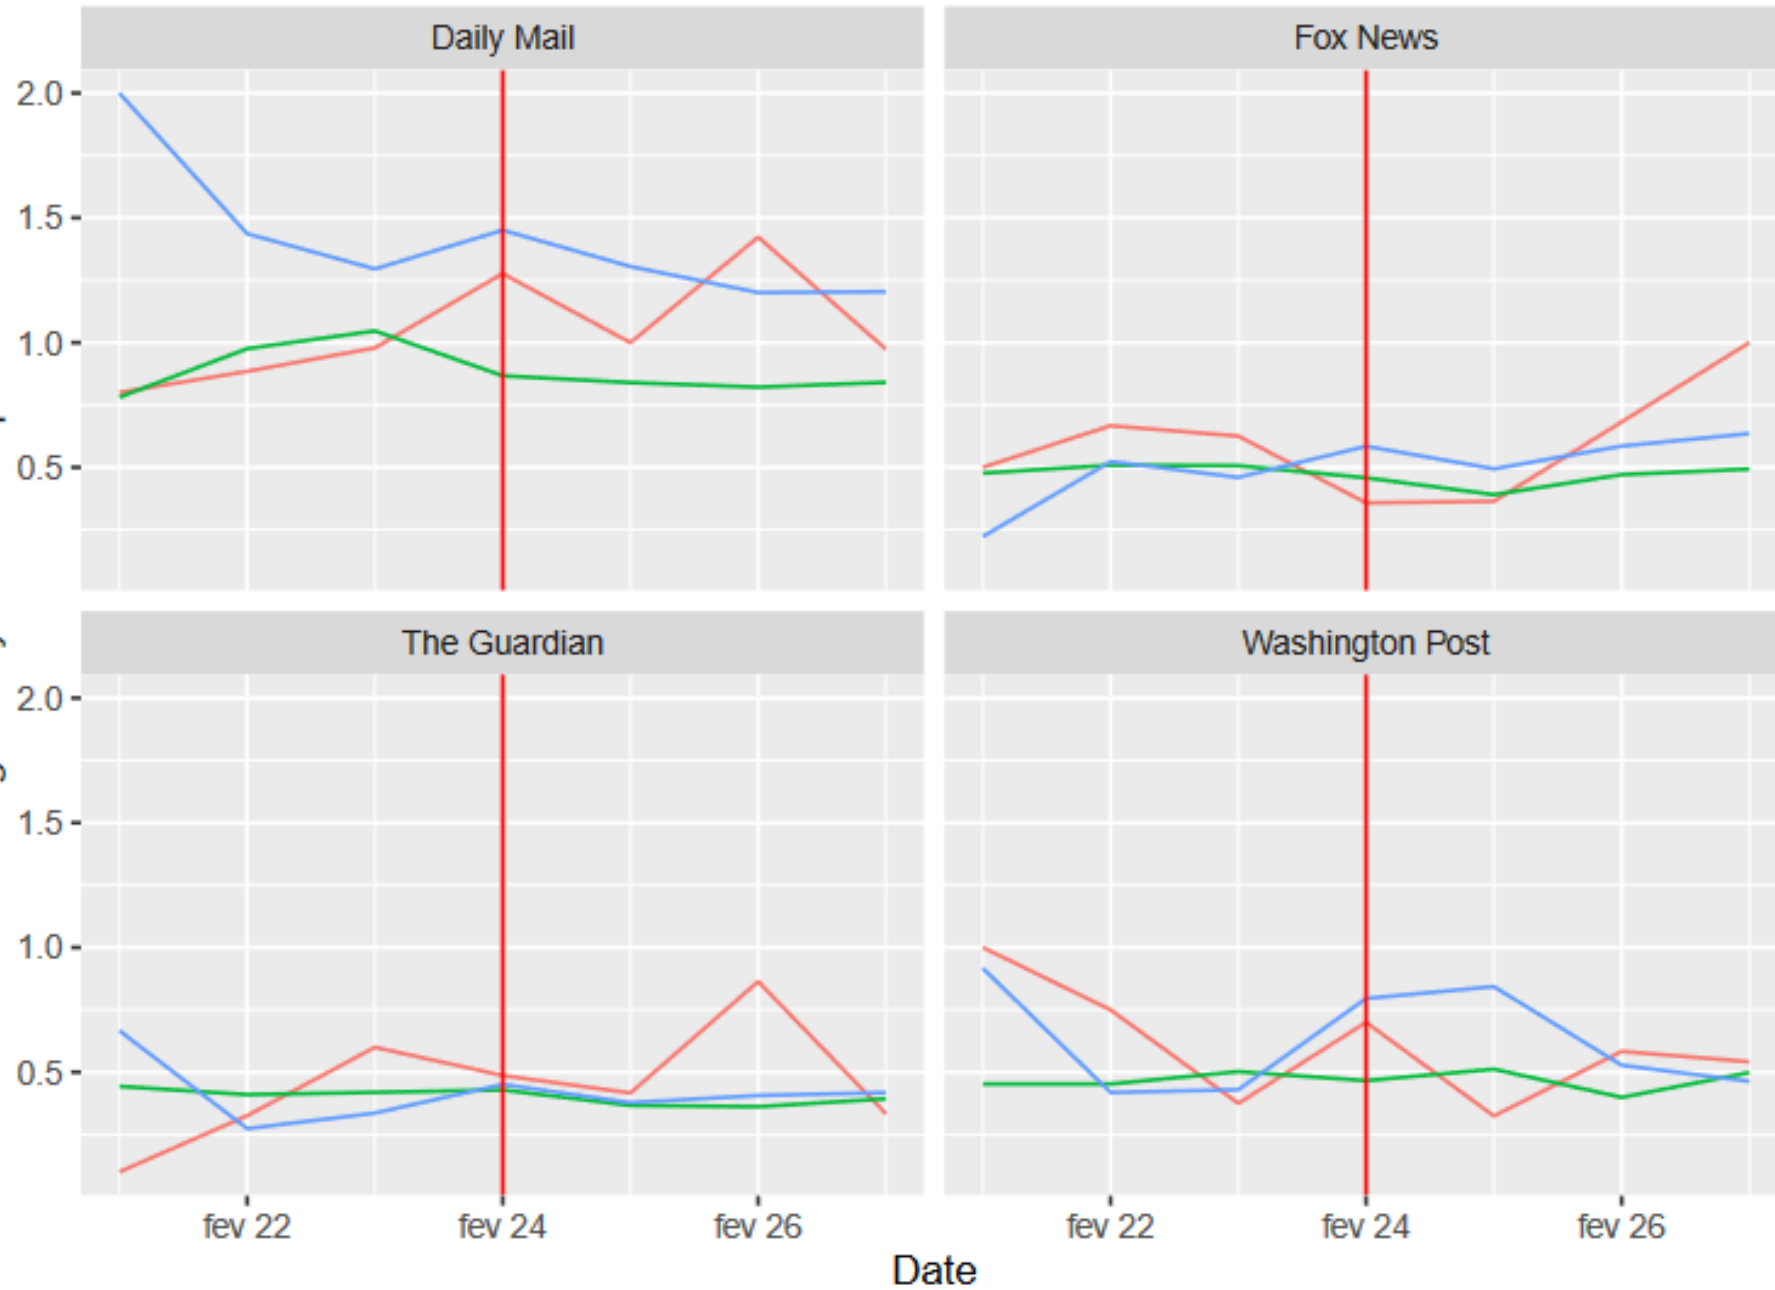 Daily Mail
Fox News
2.0
1.5
1.0
0.5
The Guardian
Washington Post
2.0
1.5
1.0
0.5
fev 22
fev 24
fev 26
fev 22
fev 24
fev 26
Date